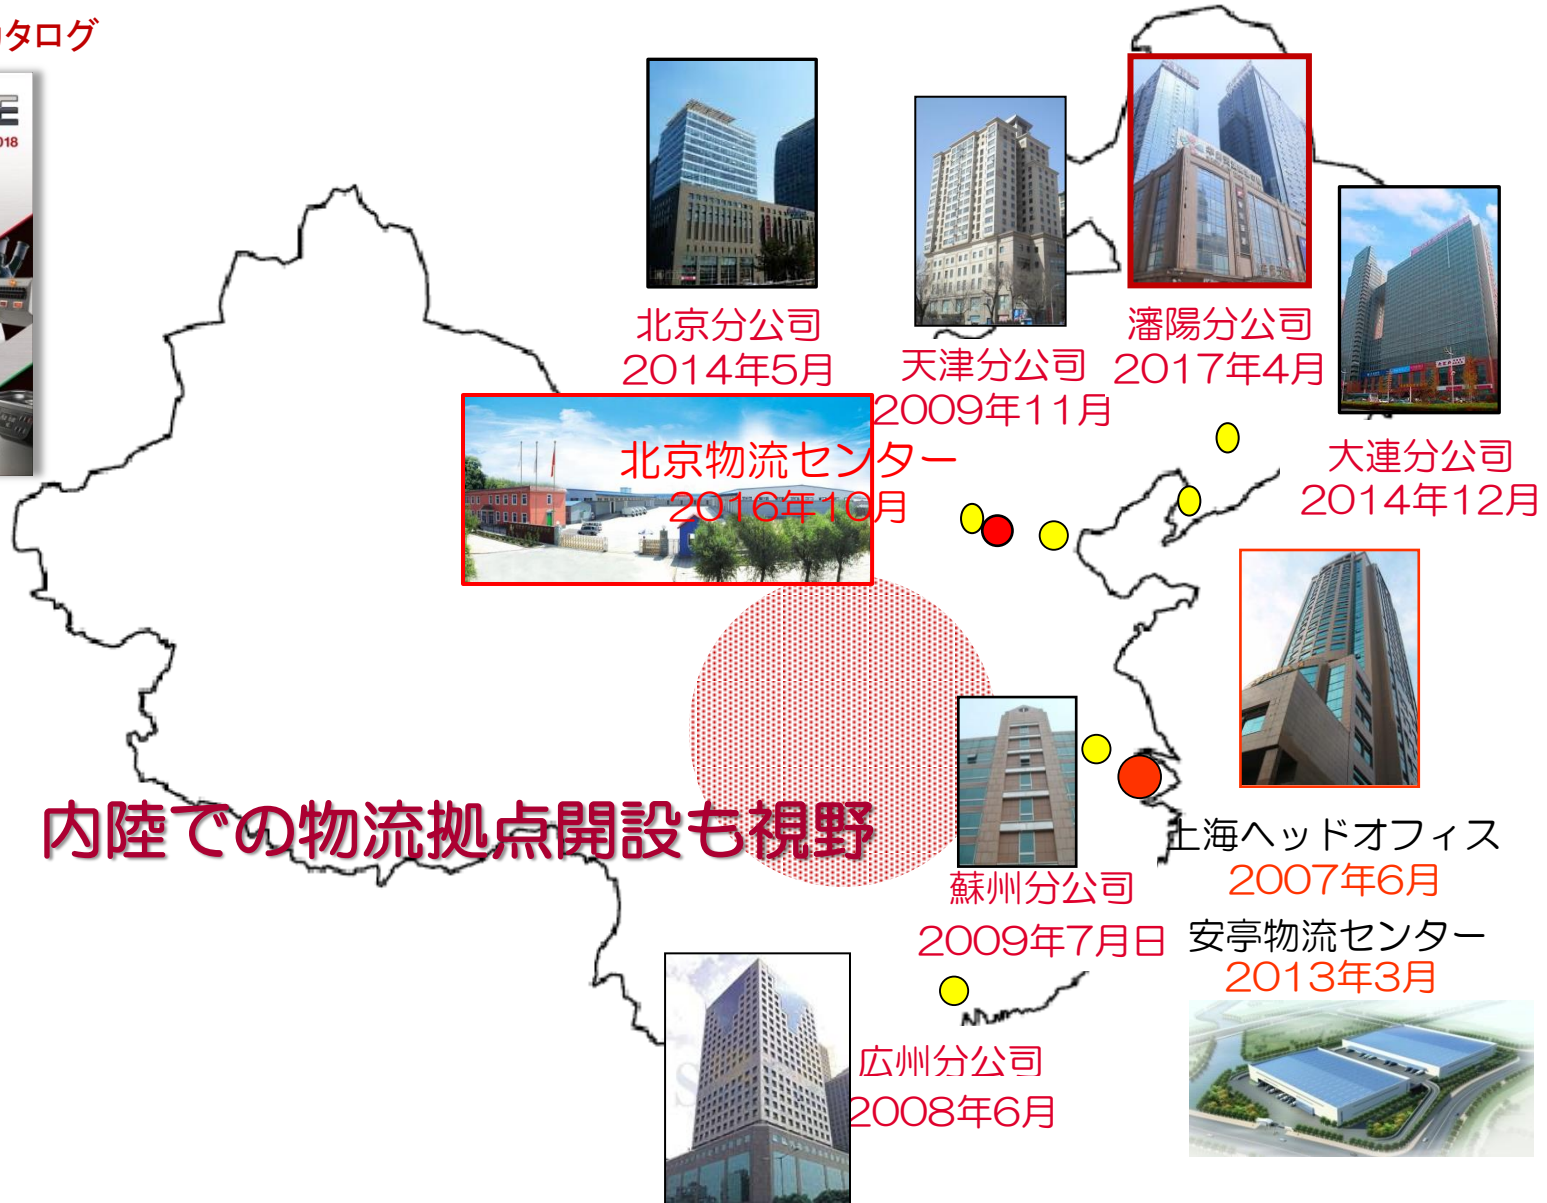 タログ
E
018
北京分公司
2014年5月
天津分公司
2009年11月
瀋陽分公司
2017年4月
大連分公司
2014年12月
北京物流センター
2016年10月
内陸での物流拠点開設も視野
蘇州分公司
2009年7月日
上海ヘッドオフィス
2007年6月
安亭物流センター
2013年3月
広州分公司
2008年6月